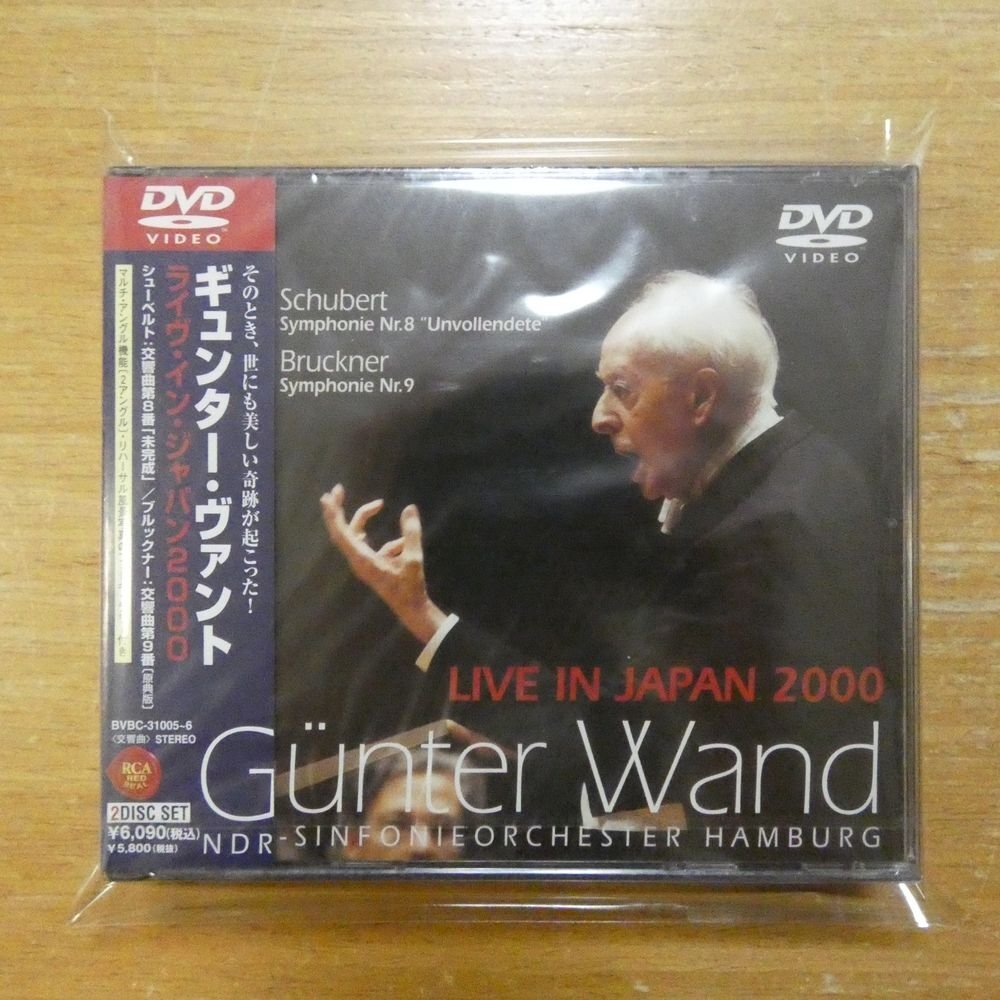 DVD
VIDEO
そのとき、世にも美しい奇跡が起こった!
ギュンター・ヴァント
ライヴ・イン・ジャパン2000
シューベルト:交響曲第8番「未完成」/ブルックナー:交響曲第9番[原典版]
マルチ・アングル機能(2アングル)・リハーサル風景
BVBC-31005~6
〈交響曲〉 STEREO
RCA
RED
SEAL
2DISC SET
¥6,090(税込)
¥5,800(税抜)
DVD
VIDEO
Schubert
Symphonie Nr.8 "Unvollendete"
Bruckner
Symphonie Nr.9
LIVE IN JAPAN 2000
Günter Wand
NDR-SINFONIEORCHESTER HAMBURG